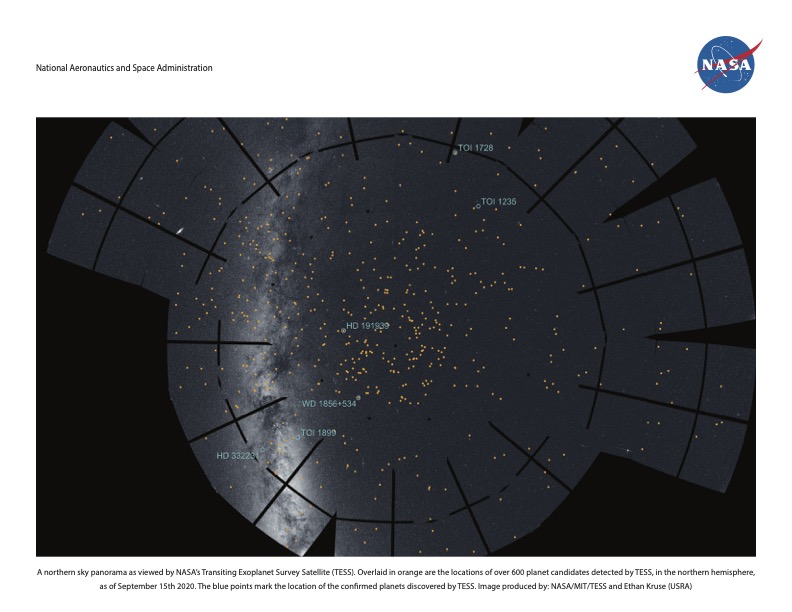 National Aeronautics and Space Administration
NASA
TOI 1728
TOI 1235
HD 191939
WD 1856+534
TOI 1899
HD 33223
A northern sky panorama as viewed by NASA's Transiting Exoplanet Survey Satellite (TESS). Overlaid in orange are the locations of over 600 planet candidates detected by TESS, in the northern hemisphere,
as of September 15th 2020. The blue points mark the location of the confirmed planets discovered by TESS. Image produced by: NASA/MIT/TESS and Ethan Kruse (USRA)